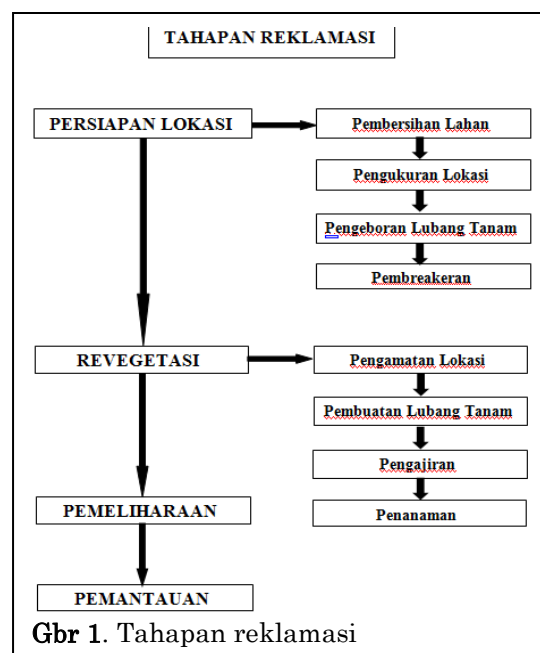 TAHAPAN REKLAMASI
PERSIAPAN LOKASI
Pembersihan Lahan
Pengukuran Lokasi
Pengeboran Lubang Tanam
Pembreakeran
REVEGETASI
Pengamatan Lokasi
Pembuatan Lubang Tanam
Pengajiran
Penanaman
PEMELIHARAAN
PEMANTAUAN
Gbr 1. Tahapan reklamasi